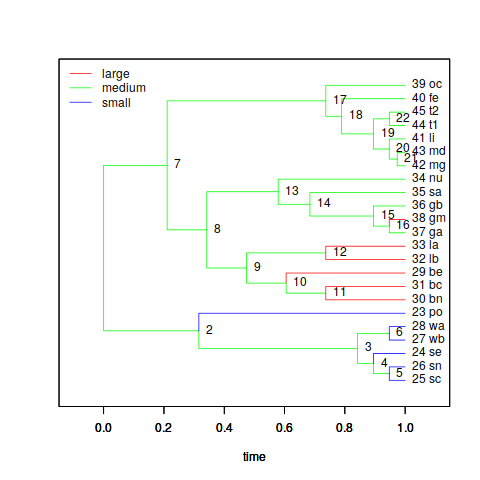 large
medium
small
39 oc
17
40 fe
18
45 t2
22
44 t1
19
41 li
20
43 md
21
42 mg
7
34 nu
13
35 sa
14
36 gb
15
38 gm
16
37 ga
8
33 la
12
32 lb
9
29 be
10
31 bc
11
30 bn
23 po
2
28 wa
6
27 wb
3
24 se
4
26 sn
5
25 sc
0.0 0.2 0.4 0.6 0.8 1.0
time